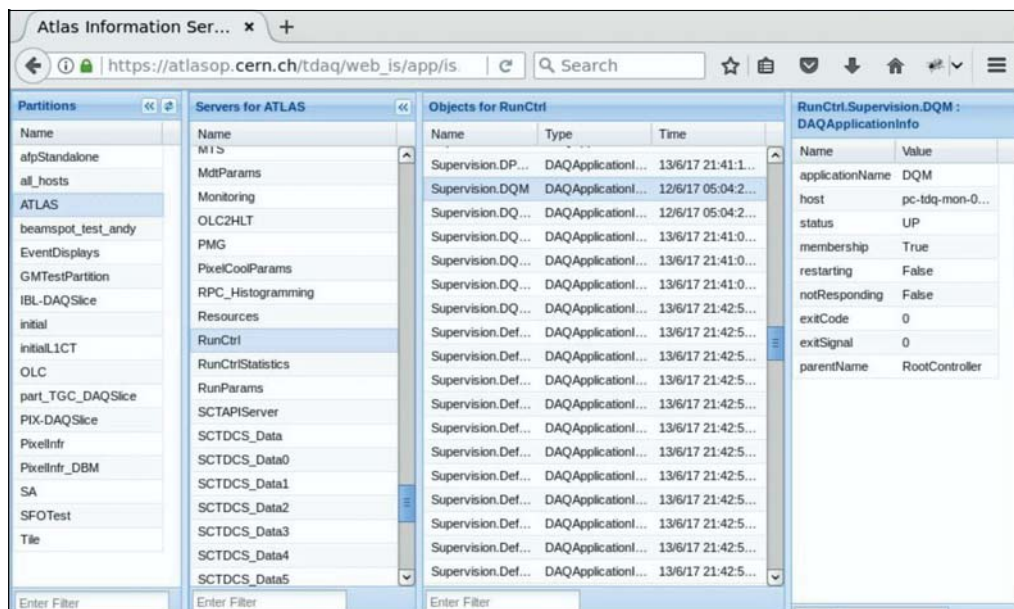 Atlas Information Ser... × +
https://atlasop.cern.ch/tdaq/web_is/app/is Search
Partitions
Name
afpStandalone
all_hosts
ATLAS
beamspot_test_andy
EventDisplays
GMTestPartition
IBL-DAQSlice
initial
initialL1CT
OLC
part_TGC_DAQSlice
PIX-DAQSlice
PixelInfr
PixelInfr_DBM
SA
SFOTest
Tile
Enter Filter
Servers for ATLAS
Name
MTS
MdtParams
Monitoring
OLC2HLT
PMG
PixelCoolParams
RPC_Histogramming
Resources
RunCtrl
RunCtrlStatistics
RunParams
SCTAPIServer
SCTDCS_Data
SCTDCS_Data0
SCTDCS_Data1
SCTDCS_Data2
SCTDCS_Data3
SCTDCS_Data4
SCTDCS_Data5
Enter Filter
Objects for RunCtrl
Name Type Time
Supervision.DP... DAQApplicationI... 13/6/17 21:41:1...
Supervision.DQM DAQApplicationI... 12/6/17 05:04:2...
Supervision.DQ... DAQApplicationI... 12/6/17 05:04:2...
Supervision.DQ... DAQApplicationI... 13/6/17 21:41:0...
Supervision.DQ... DAQApplicationI... 13/6/17 21:41:0...
Supervision.DQ... DAQApplicationI... 13/6/17 21:41:0...
Supervision.DQ... DAQApplicationI... 13/6/17 21:42:5...
Supervision.Def... DAQApplicationI... 13/6/17 21:42:5...
Supervision.Def... DAQApplicationI... 13/6/17 21:42:5...
Supervision.Def... DAQApplicationI... 13/6/17 21:42:5...
Supervision.Def... DAQApplicationI... 13/6/17 21:42:5...
Supervision.Def... DAQApplicationI... 13/6/17 21:42:5...
Supervision.Def... DAQApplicationI... 13/6/17 21:42:5...
Supervision.Def... DAQApplicationI... 13/6/17 21:42:5...
Supervision.Def... DAQApplicationI... 13/6/17 21:42:5...
Supervision.Def... DAQApplicationI... 13/6/17 21:42:5...
Supervision.Def... DAQApplicationI... 13/6/17 21:42:5...
Supervision.Def... DAQApplicationI... 13/6/17 21:42:5...
Enter Filter
RunCtrl.Supervision.DQM :
DAQApplicationInfo
Name Value
applicationName DQM
host pc-tdq-mon-0...
status UP
membership True
restarting False
notResponding False
exitCode 0
exitSignal 0
parentName RootController